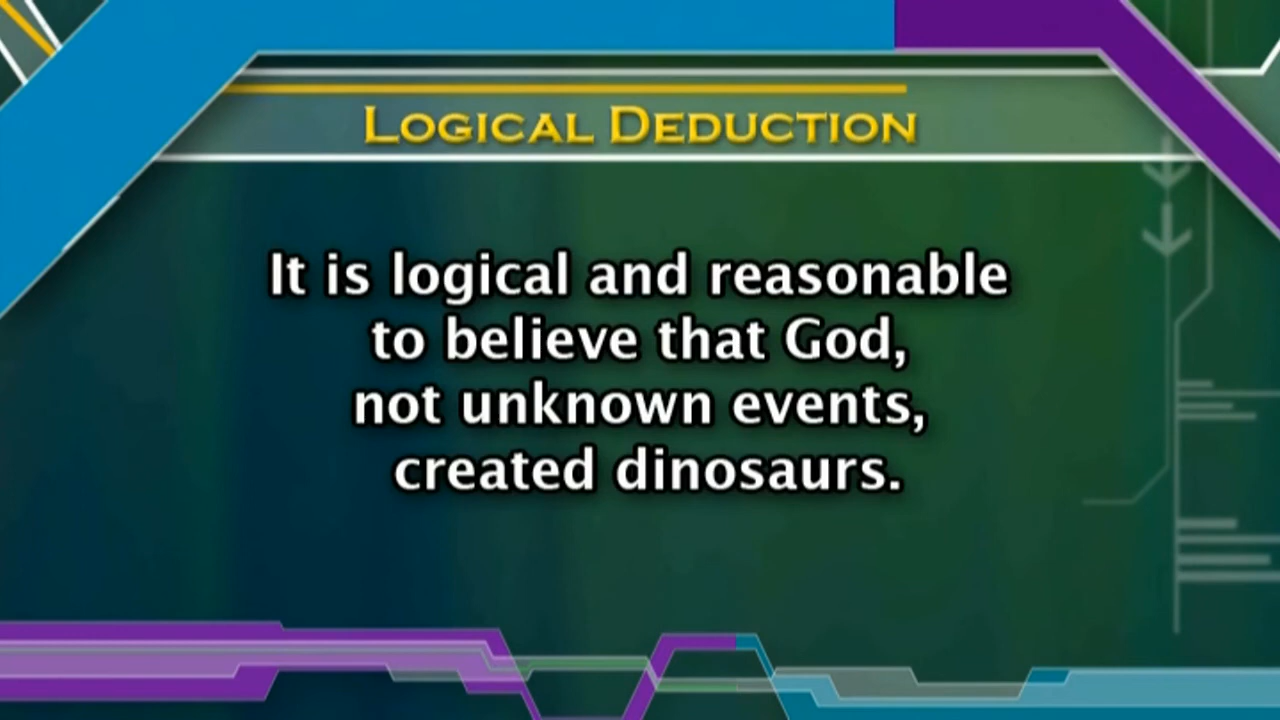 LOGICAL DEDUCTION
It is logical and reasonable
to believe that God,
not unknown events,
created dinosaurs.